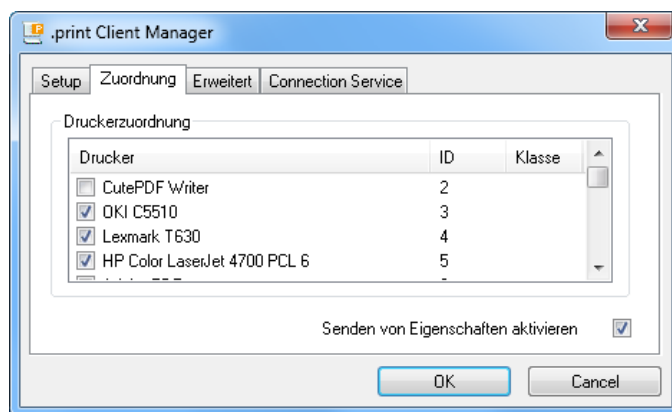 .print Client Manager
Setup Zuordnung Erweitert Connection Service
Druckerzuordnung
Drucker ID Klasse
CutePDF Writer 2
OKI C5510 3
Lexmark T630 4
HP Color LaserJet 4700 PCL 6 5
Senden von Eigenschaften aktivieren
OK Cancel